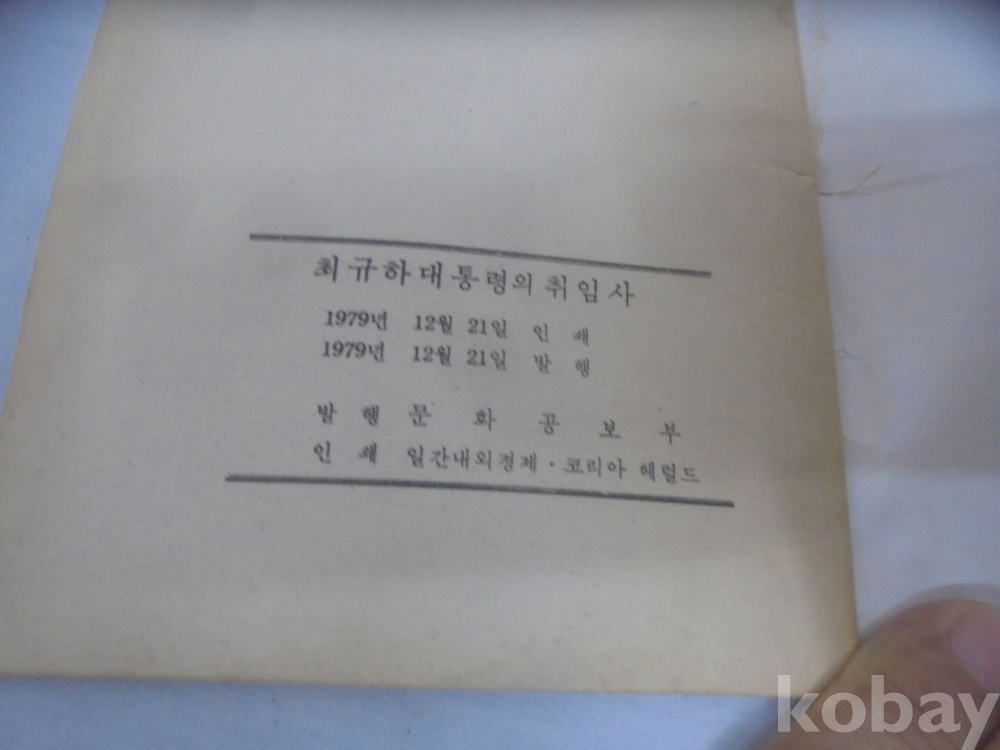 최규하대통령의 취임사
1979년 12월 21일 인 쇄
1979년 12월 21일 발 행
발 행 문 화 공 보 부
인 쇄 일간내외경제·코리아 헤럴드
kobay